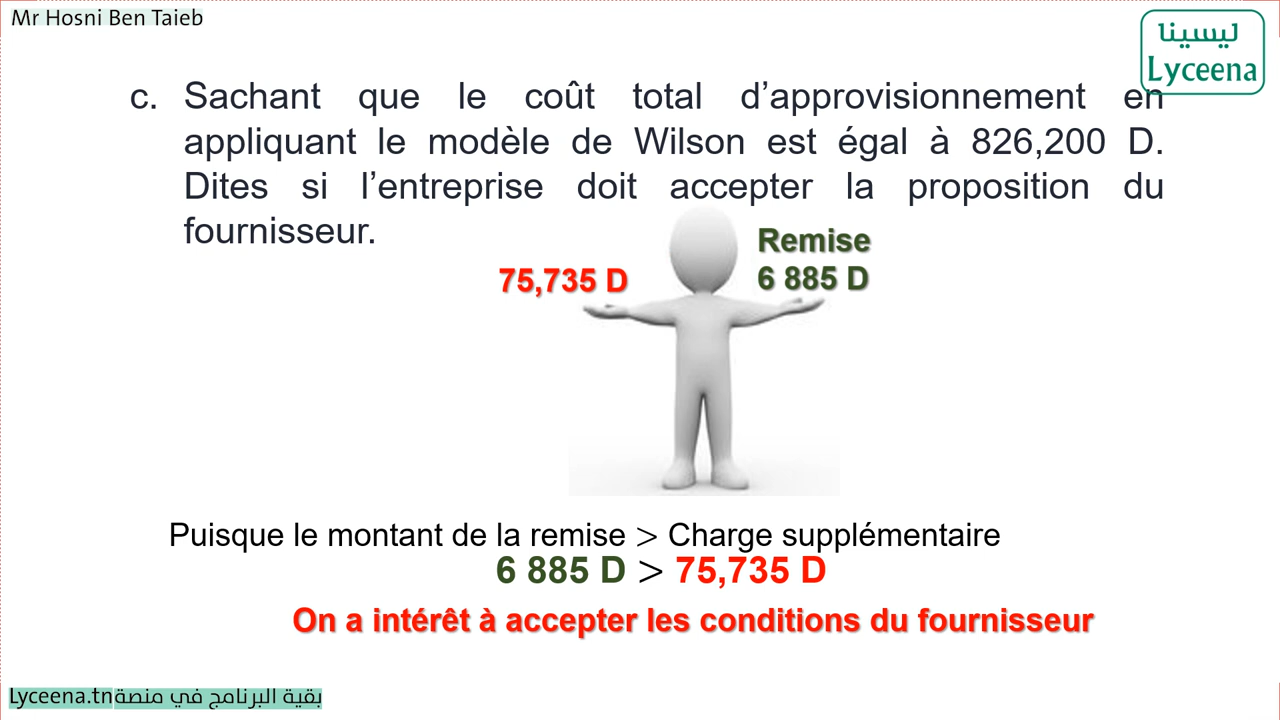 Mr Hosni Ben Taieb
ليسينا
Lyceena
c. Sachant que le coût total d’approvisionnement en
appliquant le modèle de Wilson est égal à 826,200 D.
Dites si l’entreprise doit accepter la proposition du
fournisseur.
Remise
75,735 D
6 885 D
Puisque le montant de la remise > Charge supplémentaire
6 885 D > 75,735 D
On a intérêt à accepter les conditions du fournisseur
Lyceena.tn بقية البرنامج في منصة